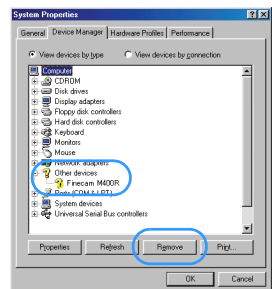 System Properties
General Device Manager Hardware Profiles Performance
View devices by type View devices by connection
Computer
CDROM
Disk drives
Display adapters
Floppy disk controllers
Hard disk controllers
Keyboard
Monitors
Mouse
Network adapters
Other devices
Finecam M400R
Ports (COM & LPT)
System devices
Universal Serial Bus controllers
Properties Refresh Remove Print...
OK Cancel